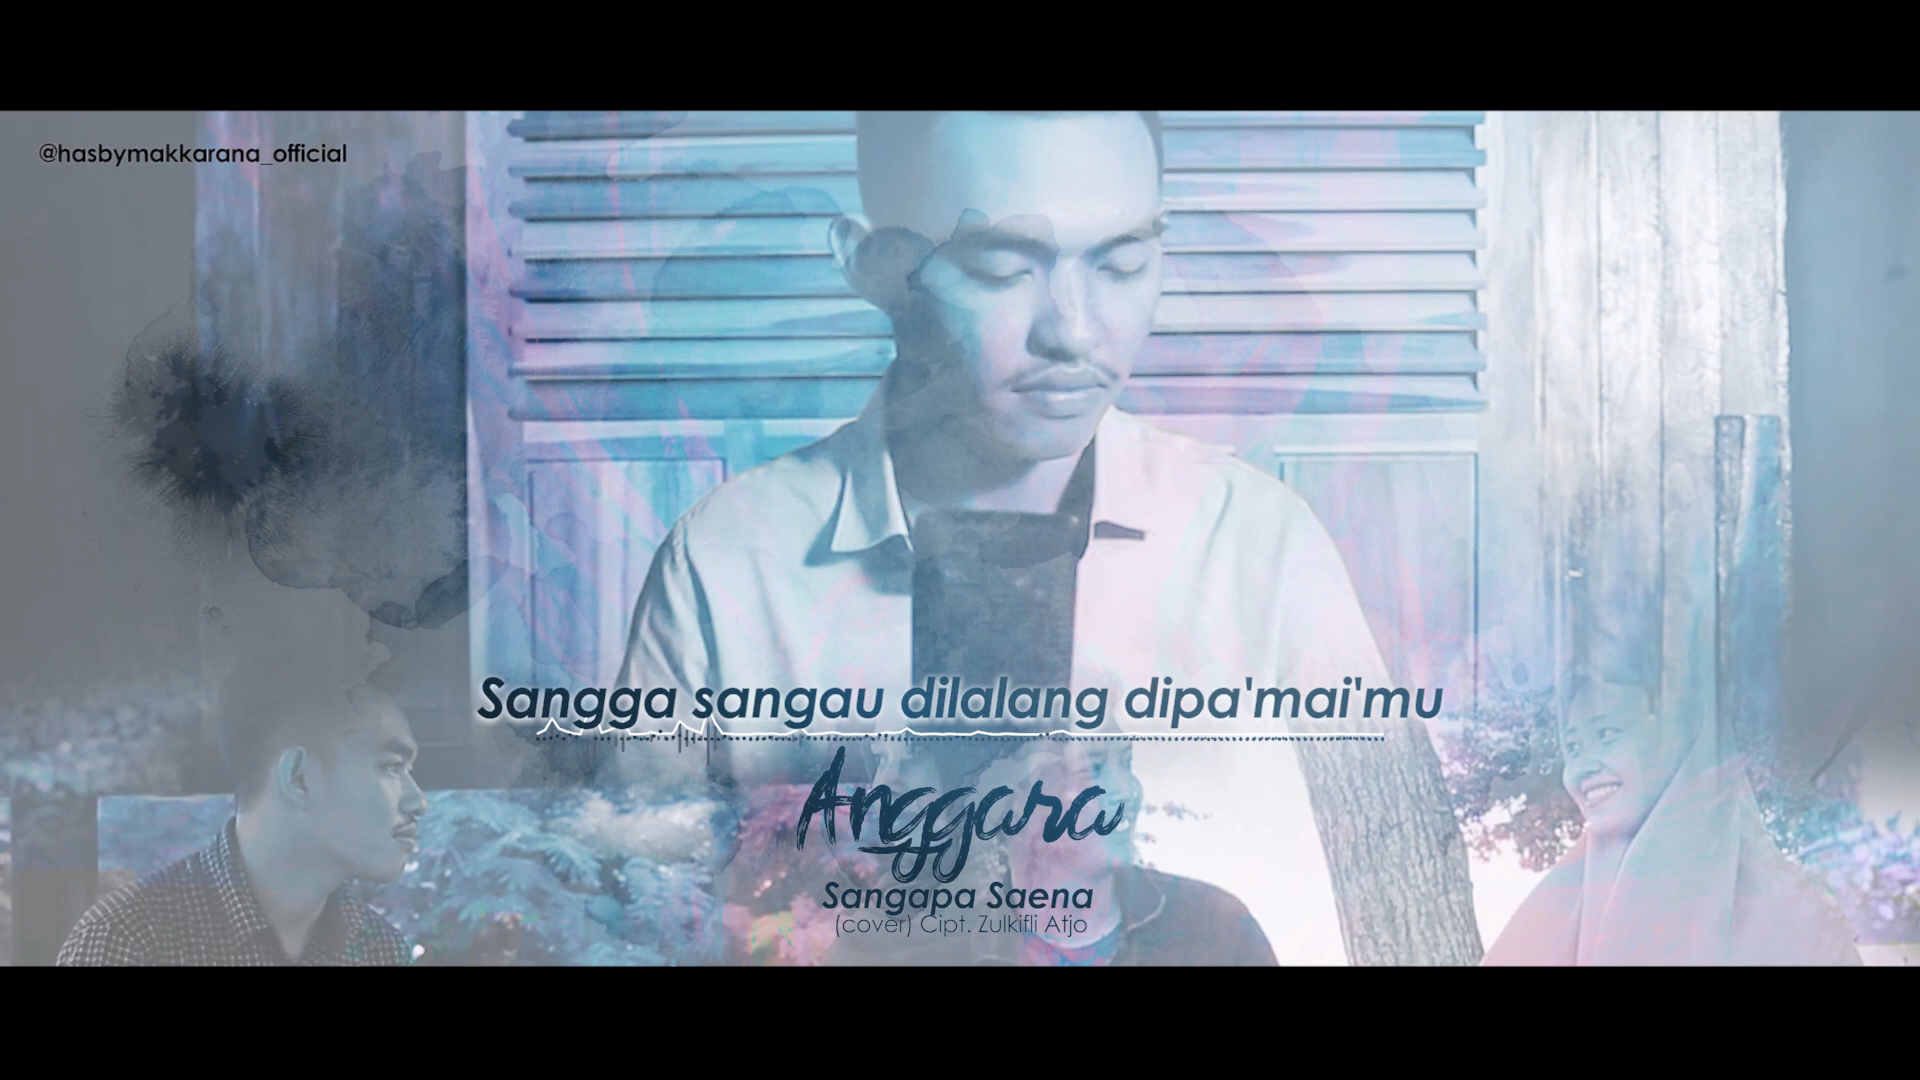 @hasbymakkarana_official
Sangga sangau dilalang dipa'mai'mu
Anggara
Sangapa Saena
(cover) Cipt. Zulkifli Atjo